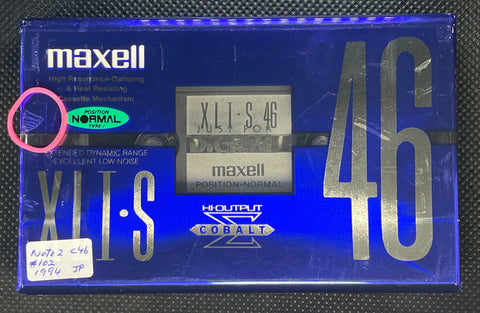 maxell
High Resonance-Damping
& Heat Resisting
Cassette Mechanism
POSITION
NORMAL
TYPE I
EXTENDED DYNAMIC RANGE
EXCELLENT LOW NOISE
XLI·S
XLI·S 46
maxell
POSITION·NORMAL
HI-OUTPUT
Σ
COBALT
46
Note 2 C46
#102
1994 JP